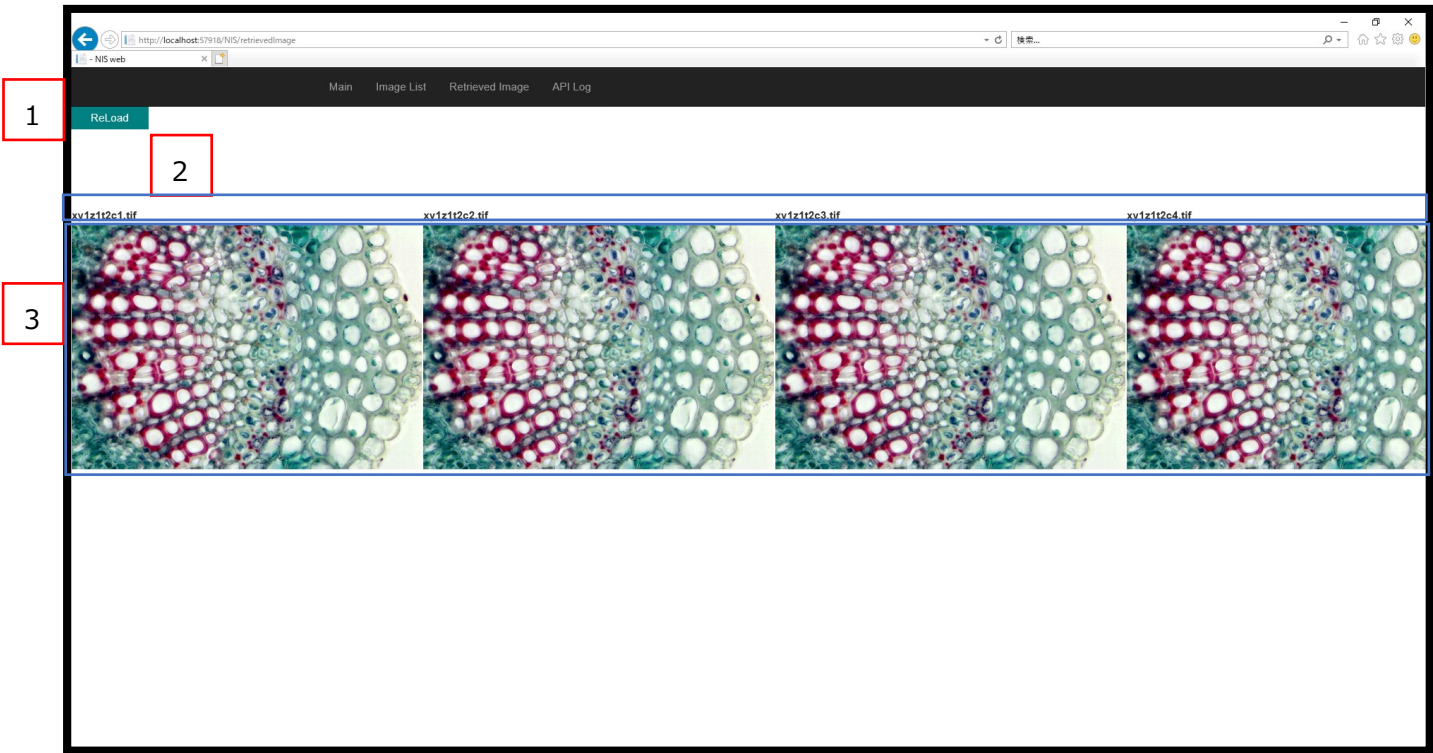 http://localhost:57918/NIS/retrievedImage
検索...
- NIS web
Main Image List Retrieved Image API Log
1
ReLoad
2
xy1z1t2c1.tif xy1z1t2c2.tif xy1z1t2c3.tif xy1z1t2c4.tif
3